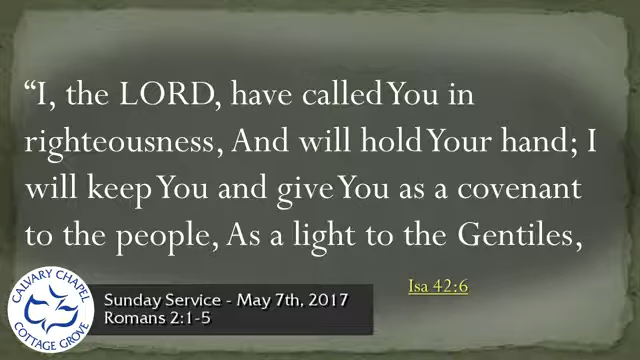 “I, the LORD, have called You in
righteousness, And will hold Your hand; I
will keep You and give You as a covenant
to the people, As a light to the Gentiles,
Isa 42:6
CALVARY CHAPEL
COTTAGE GROVE
Sunday Service - May 7th, 2017
Romans 2:1-5